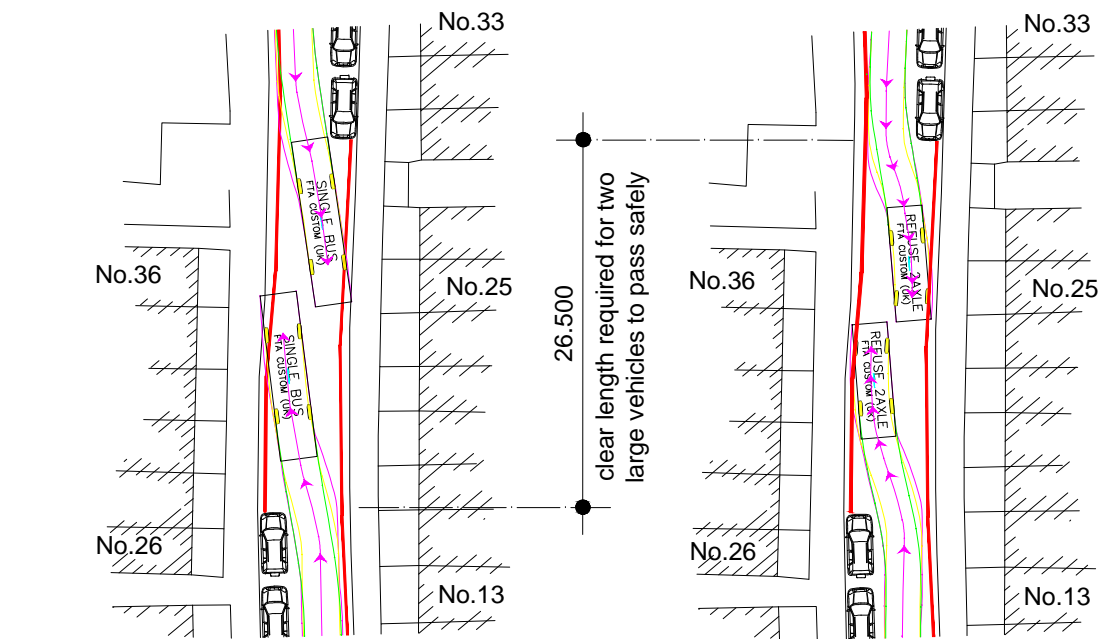 No.33
SINGLE BUS
FTA CUSTOM (UK)
No.36
No.25
SINGLE BUS
FTA CUSTOM (UK)
No.26
No.13
26.500
clear length required for two
large vehicles to pass safely
No.33
REFUSE 2AXLE
FTA CUSTOM (UK)
No.36
No.25
REFUSE 2AXLE
FTA CUSTOM (UK)
No.26
No.13